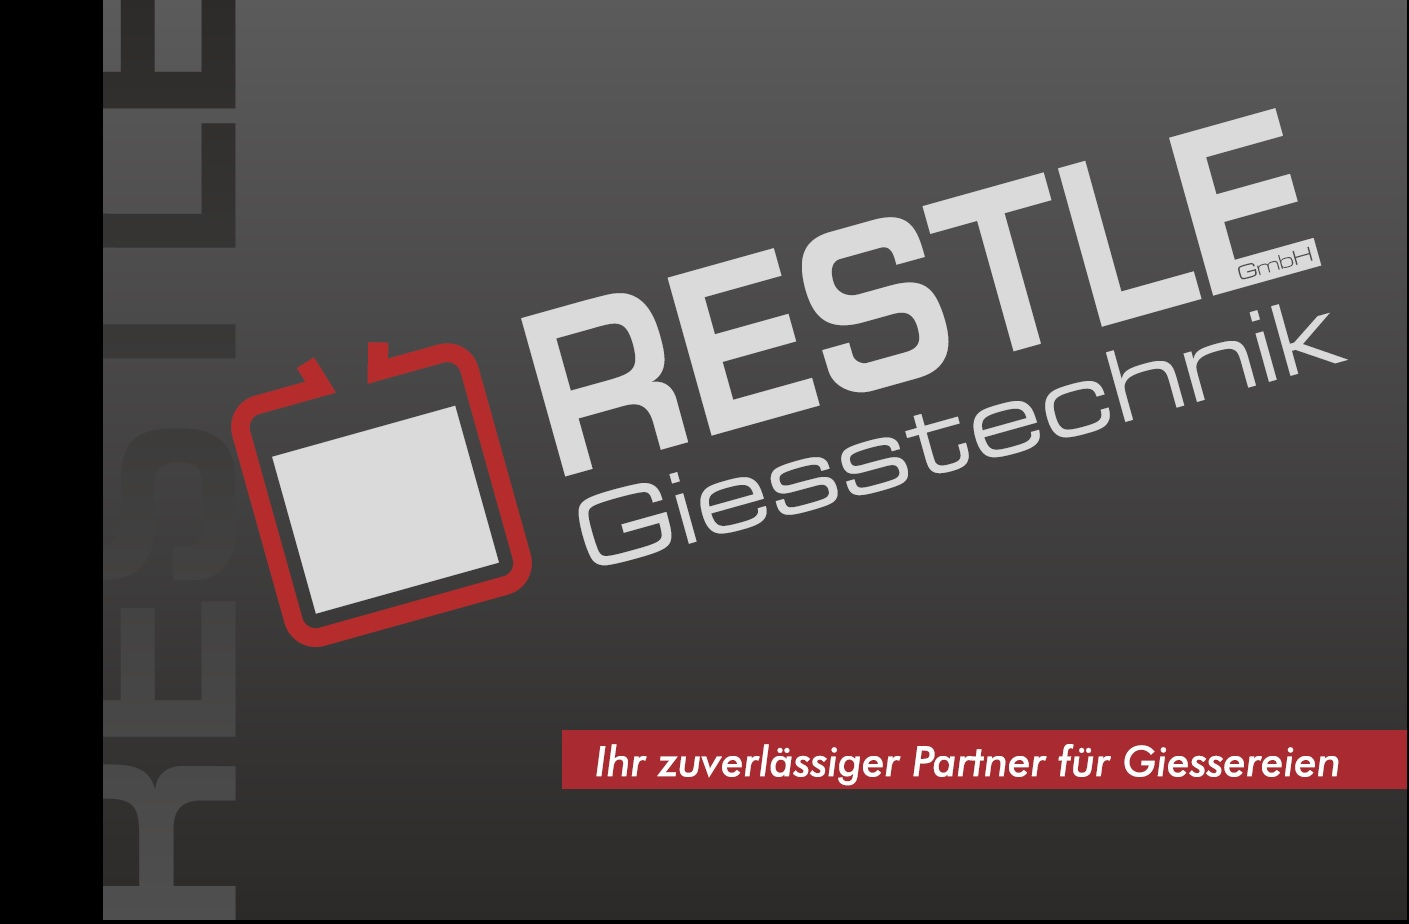 RESTLE
RESTLE
GmbH
Giesstechnik
Ihr zuverlässiger Partner für Giessereien